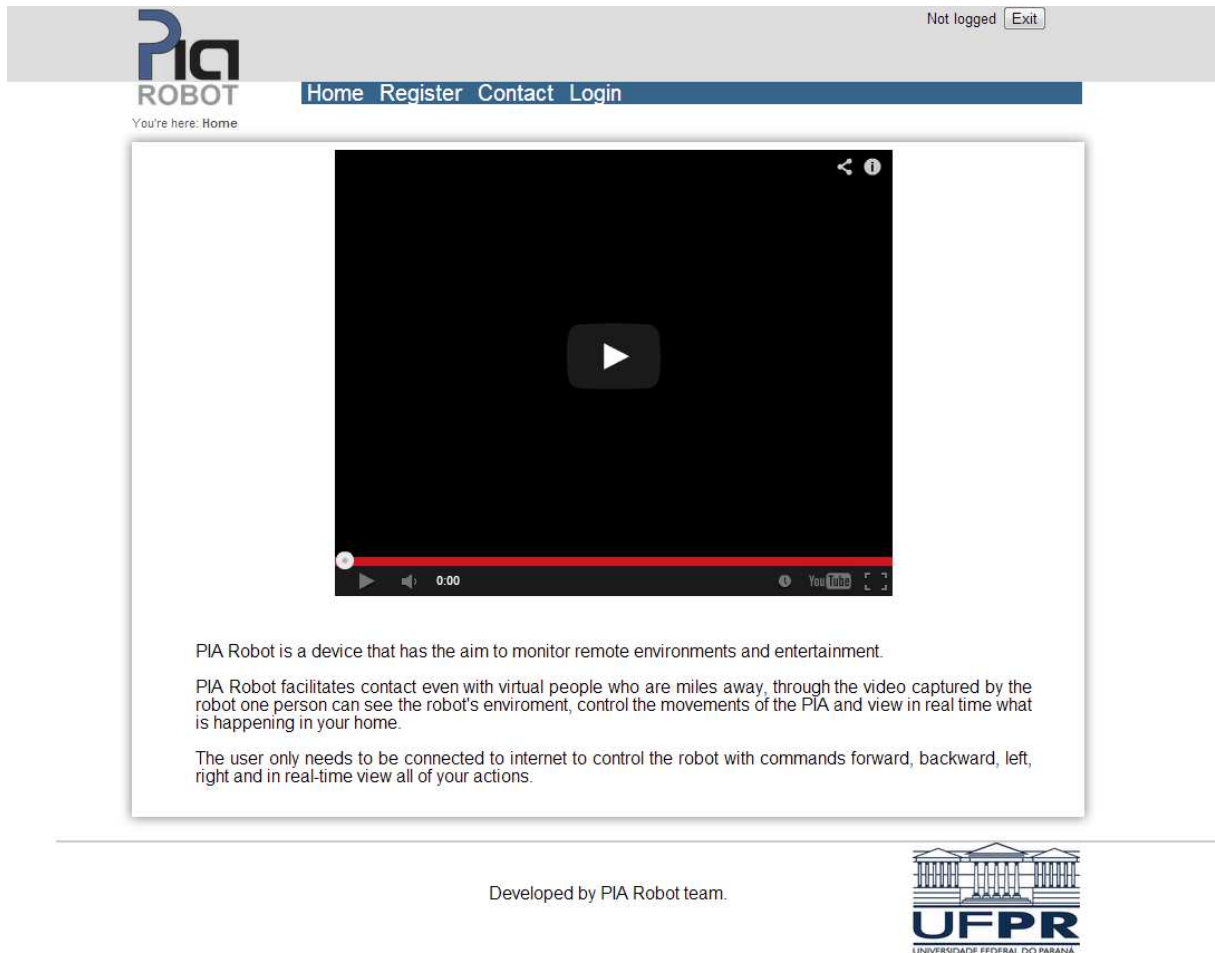 Not logged Exit
Pia
ROBOT
Home Register Contact Login
You're here: Home
0:00
YouTube
PIA Robot is a device that has the aim to monitor remote environments and entertainment.
PIA Robot facilitates contact even with virtual people who are miles away, through the video captured by the
robot one person can see the robot's enviroment, control the movements of the PIA and view in real time what
is happening in your home.
The user only needs to be connected to internet to control the robot with commands forward, backward, left,
right and in real-time view all of your actions.
Developed by PIA Robot team.
UFPR
UNIVERSIDADE FEDERAL DO PARANÁ